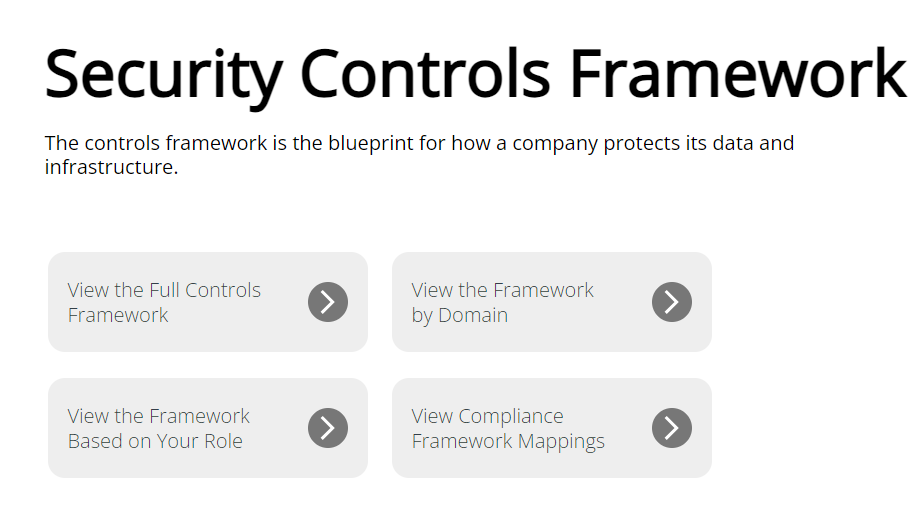 Security Controls Framework
The controls framework is the blueprint for how a company protects its data and
infrastructure.
View the Full Controls
Framework
View the Framework
by Domain
View the Framework
Based on Your Role
View Compliance
Framework Mappings